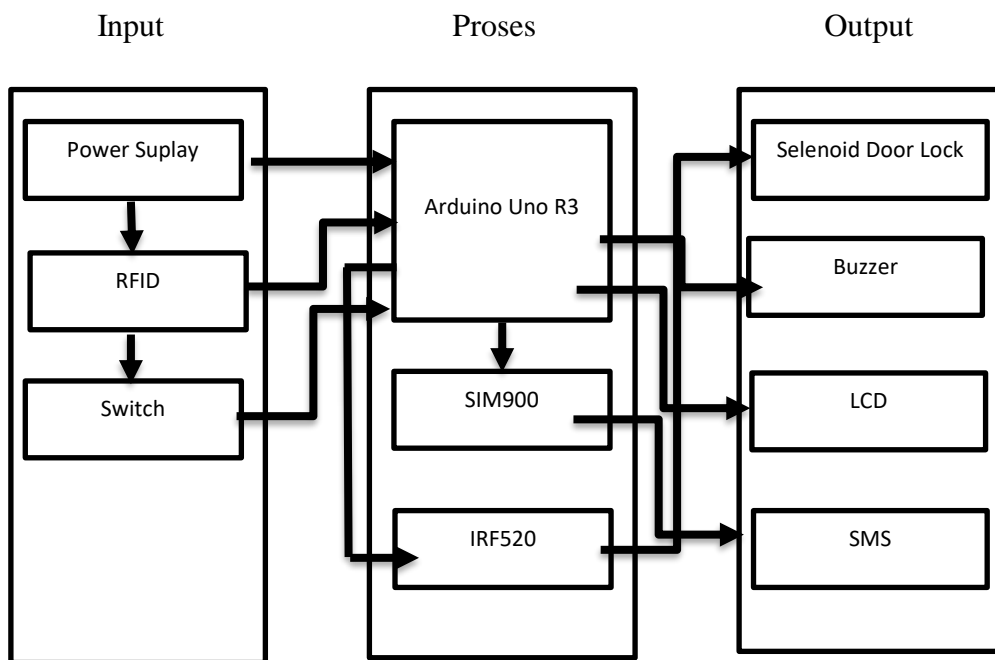 Input
Proses
Output
Power Suplay
RFID
Switch
Arduino Uno R3
SIM900
IRF520
Selenoid Door Lock
Buzzer
LCD
SMS